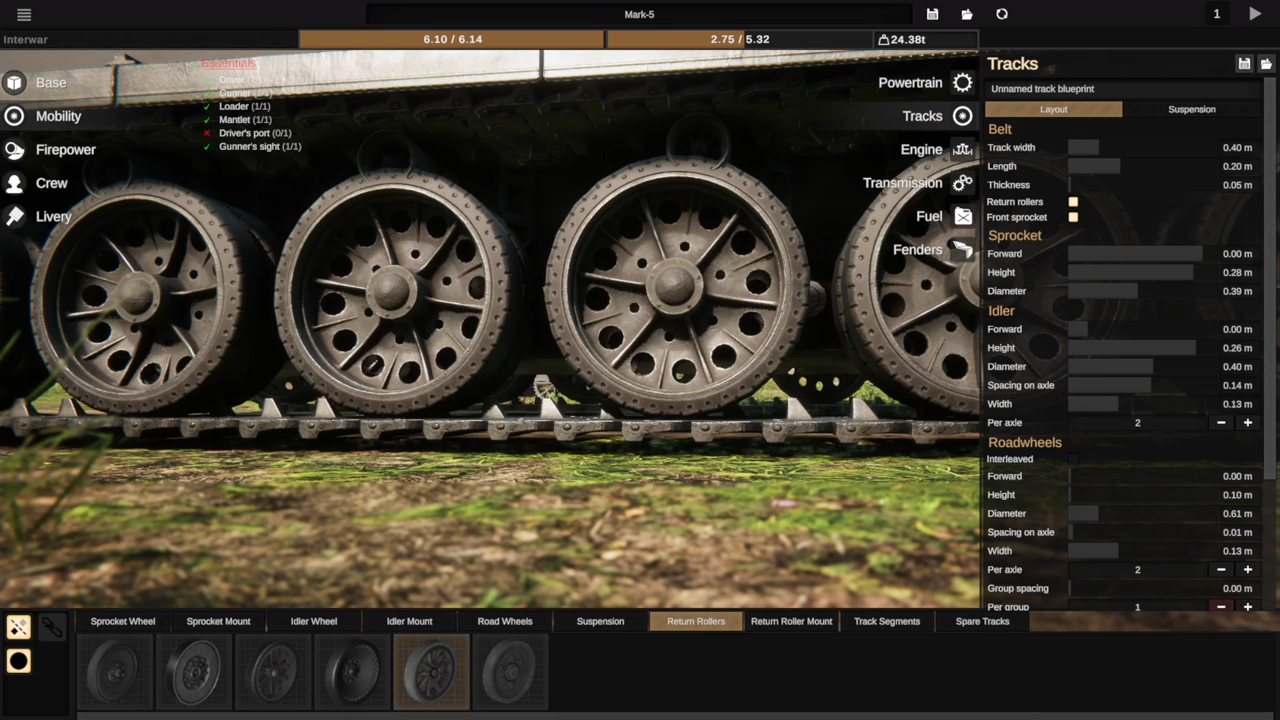 Mark-5
1
Interwar
6.10 / 6.14
2.75 / 5.32
24.38t
Essentials
Driver
Gunner (1/1)
Loader (1/1)
Mantlet (1/1)
Driver's port (0/1)
Gunner's sight (1/1)
Base
Mobility
Firepower
Crew
Livery
Powertrain
Tracks
Engine
Transmission
Fuel
Fenders
Tracks
Unnamed track blueprint
Layout
Suspension
Belt
Track width 0.40 m
Length 0.20 m
Thickness 0.05 m
Return rollers
Front sprocket
Sprocket
Forward 0.00 m
Height 0.28 m
Diameter 0.39 m
Idler
Forward 0.00 m
Height 0.26 m
Diameter 0.40 m
Spacing on axle 0.14 m
Width 0.13 m
Per axle 2 - +
Roadwheels
Interleaved
Forward 0.00 m
Height 0.10 m
Diameter 0.61 m
Spacing on axle 0.01 m
Width 0.13 m
Per axle 2 - +
Group spacing 0.00 m
Per group 1 - +
Sprocket Wheel
Sprocket Mount
Idler Wheel
Idler Mount
Road Wheels
Suspension
Return Rollers
Return Roller Mount
Track Segments
Spare Tracks